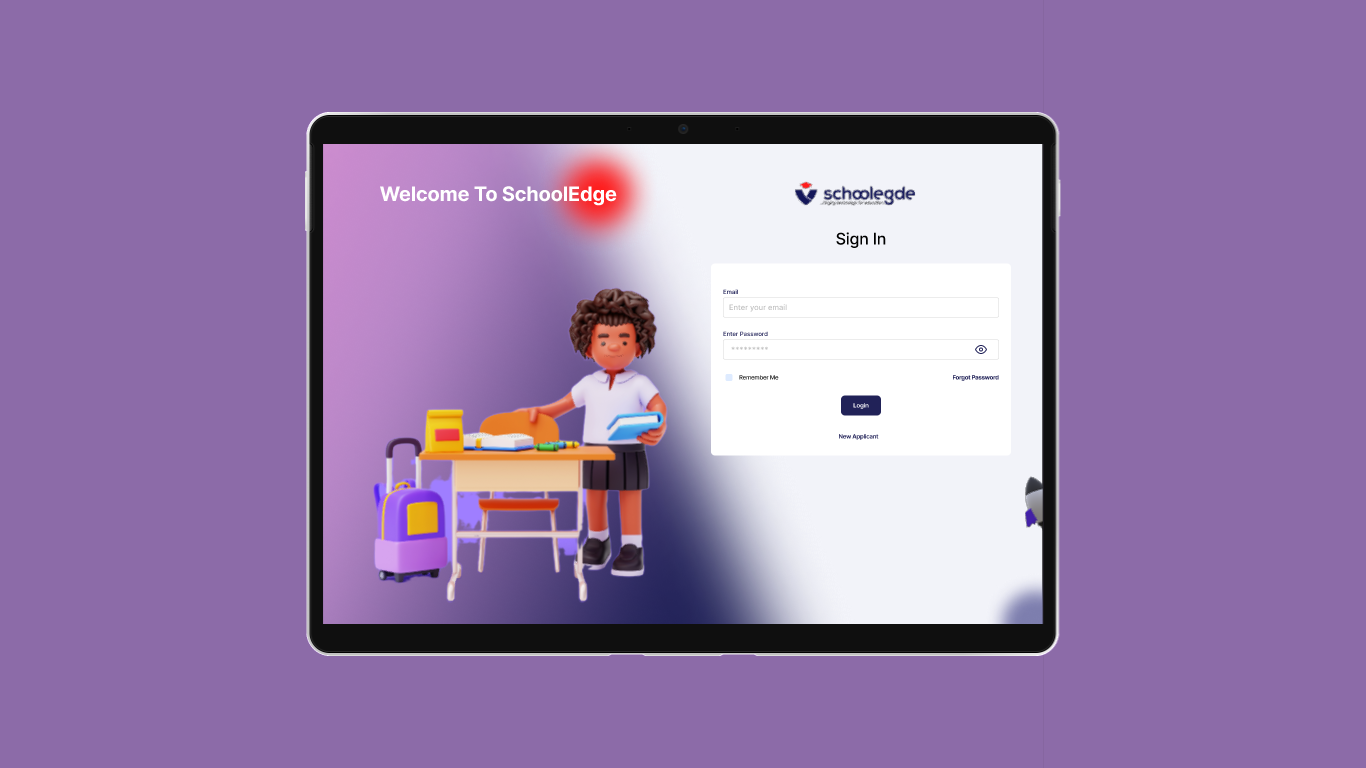 Welcome To SchoolEdge
schoolegde
Sign In
Email
Enter your email
Enter Password
*********
Remember Me
Forgot Password
Login
New Applicant